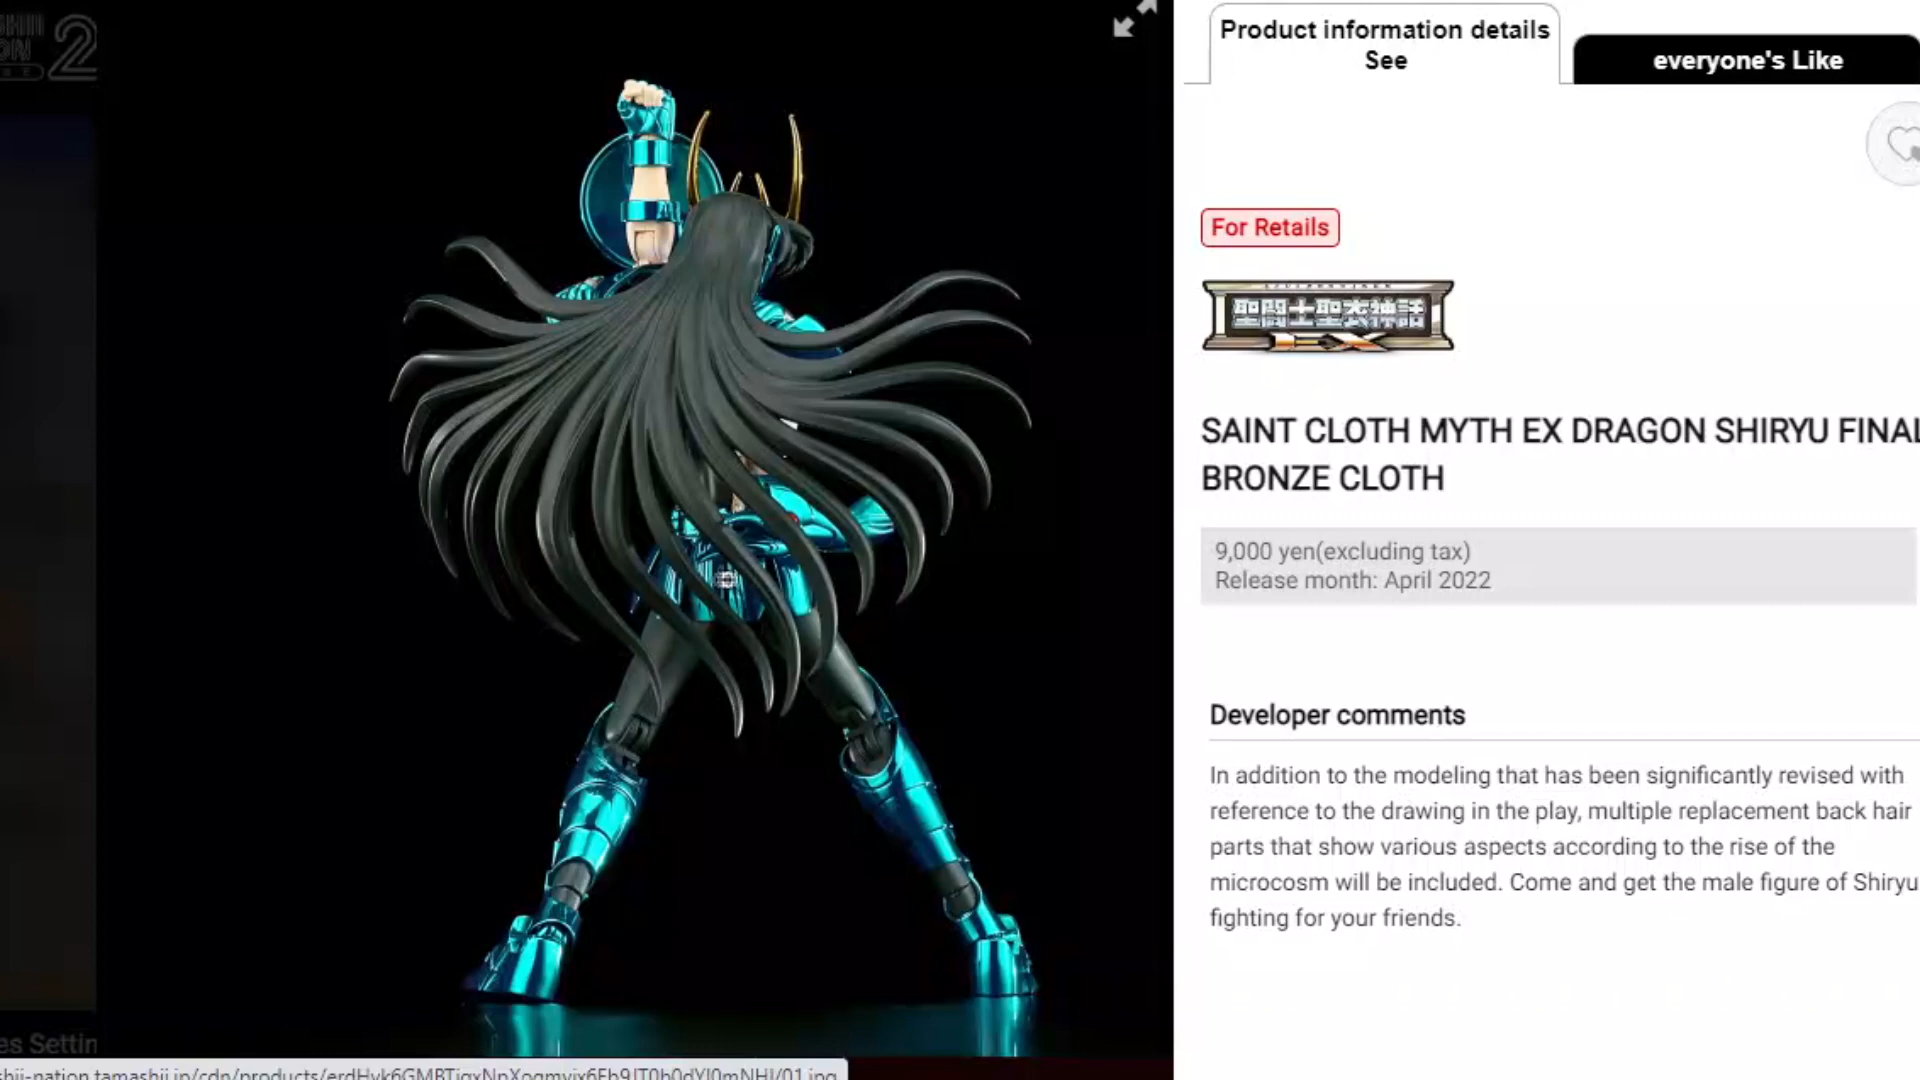 2
Product information details
See
everyone's Like
For Retails
聖闘士聖衣神話
EX
SAINT CLOTH MYTH EX DRAGON SHIRYU FINAL
BRONZE CLOTH
9,000 yen(excluding tax)
Release month: April 2022
Developer comments
In addition to the modeling that has been significantly revised with
reference to the drawing in the play, multiple replacement back hair
parts that show various aspects according to the rise of the
microcosm will be included. Come and get the male figure of Shiryu
fighting for your friends.
es Settin